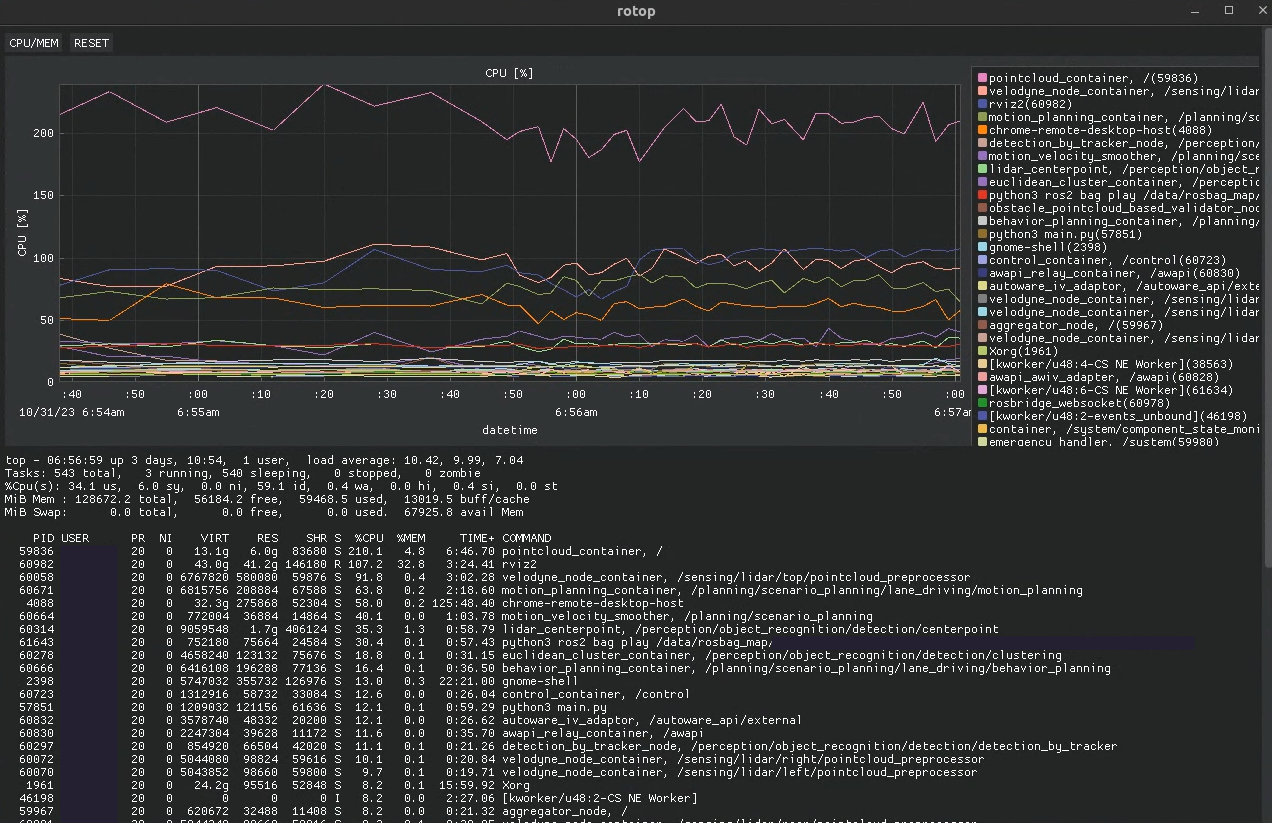 rotop
CPU/MEM RESET
CPU [%]
CPU [%]
200
150
100
50
0
:40 :50 :00 :10 :20 :30 :40 :50 :00 :10 :20 :30 :40 :50 :00
10/31/23 6:54am 6:55am 6:56am 6:57am
datetime
pointcloud_container, /(59836)
velodyne_node_container, /sensing/lidar
rviz2(60982)
motion_planning_container, /planning/sc
chrome-remote-desktop-host(4088)
detection_by_tracker_node, /perception/
motion_velocity_smoother, /planning/sce
lidar_centerpoint, /perception/object_r
euclidean_cluster_container, /perceptio
python3 ros2 bag play /data/rosbag_map/
obstacle_pointcloud_based_validator_nod
behavior_planning_container, /planning/
python3 main.py(57851)
gnome-shell(2398)
control_container, /control(60723)
awapi_relay_container, /awapi(60830)
autoware_iv_adaptor, /autoware_api/exte
velodyne_node_container, /sensing/lidar
velodyne_node_container, /sensing/lidar
aggregator_node, /(59967)
velodyne_node_container, /sensing/lidar
Xorg(1961)
[kworker/u48:4-CS NE Worker](38563)
awapi_awiv_adapter, /awapi(60828)
[kworker/u48:6-CS NE Worker](61634)
rosbridge_websocket(60978)
[kworker/u48:2-events_unbound](46198)
container, /system/component_state_moni
emergency handler, /system(59980)
top - 06:56:59 up 3 days, 10:54, 1 user, load average: 10.42, 9.99, 7.04
Tasks: 543 total, 3 running, 540 sleeping, 0 stopped, 0 zombie
%Cpu(s): 34.1 us, 6.0 sy, 0.0 ni, 59.1 id, 0.4 wa, 0.0 hi, 0.4 si, 0.0 st
MiB Mem : 128672.2 total, 56184.2 free, 59468.5 used, 13019.5 buff/cache
MiB Swap: 0.0 total, 0.0 free, 0.0 used. 67925.8 avail Mem
PID USER PR NI VIRT RES SHR S %CPU %MEM TIME+ COMMAND
59836 20 0 13.1g 6.0g 83680 S 210.1 4.8 6:46.70 pointcloud_container, /
60982 20 0 43.0g 41.2g 146180 R 107.2 32.8 3:24.41 rviz2
60058 20 0 6767820 580080 59876 S 91.8 0.4 3:02.28 velodyne_node_container, /sensing/lidar/top/pointcloud_preprocessor
60671 20 0 6815756 208884 67588 S 63.8 0.2 2:18.60 motion_planning_container, /planning/scenario_planning/lane_driving/motion_planning
4088 20 0 32.3g 275868 52304 S 58.0 0.2 125:48.40 chrome-remote-desktop-host
60664 20 0 772004 36884 14864 S 40.1 0.0 1:03.78 motion_velocity_smoother, /planning/scenario_planning
60314 20 0 9059548 1.7g 406124 S 35.3 1.3 0:58.79 lidar_centerpoint, /perception/object_recognition/detection/centerpoint
61643 20 0 752180 75664 24584 S 30.4 0.1 0:57.43 python3 ros2 bag play /data/rosbag_map/
60278 20 0 4658240 123132 75676 S 18.8 0.1 0:31.15 euclidean_cluster_container, /perception/object_recognition/detection/clustering
60666 20 0 6416108 196288 77136 S 16.4 0.1 0:36.50 behavior_planning_container, /planning/scenario_planning/lane_driving/behavior_planning
2398 20 0 5747032 355732 126976 S 13.0 0.3 22:21.00 gnome-shell
60723 20 0 1312916 58732 33084 S 12.6 0.0 0:26.04 control_container, /control
57851 20 0 1209032 121156 61636 S 12.1 0.1 0:59.29 python3 main.py
60832 20 0 3578740 48332 20200 S 12.1 0.0 0:26.62 autoware_iv_adaptor, /autoware_api/external
60830 20 0 2247304 39628 11172 S 11.6 0.0 0:35.70 awapi_relay_container, /awapi
60297 20 0 854920 66504 42020 S 11.1 0.1 0:21.26 detection_by_tracker_node, /perception/object_recognition/detection/detection_by_tracker
60072 20 0 5044080 98824 59616 S 10.1 0.1 0:20.84 velodyne_node_container, /sensing/lidar/right/pointcloud_preprocessor
60070 20 0 5043852 98660 59800 S 9.7 0.1 0:19.71 velodyne_node_container, /sensing/lidar/left/pointcloud_preprocessor
1961 20 0 24.2g 95516 52848 S 8.2 0.1 15:59.92 Xorg
46198 20 0 0 0 0 I 8.2 0.0 2:27.06 [kworker/u48:2-CS NE Worker]
59967 20 0 620672 32488 11408 S 8.2 0.0 0:21.32 aggregator_node, /